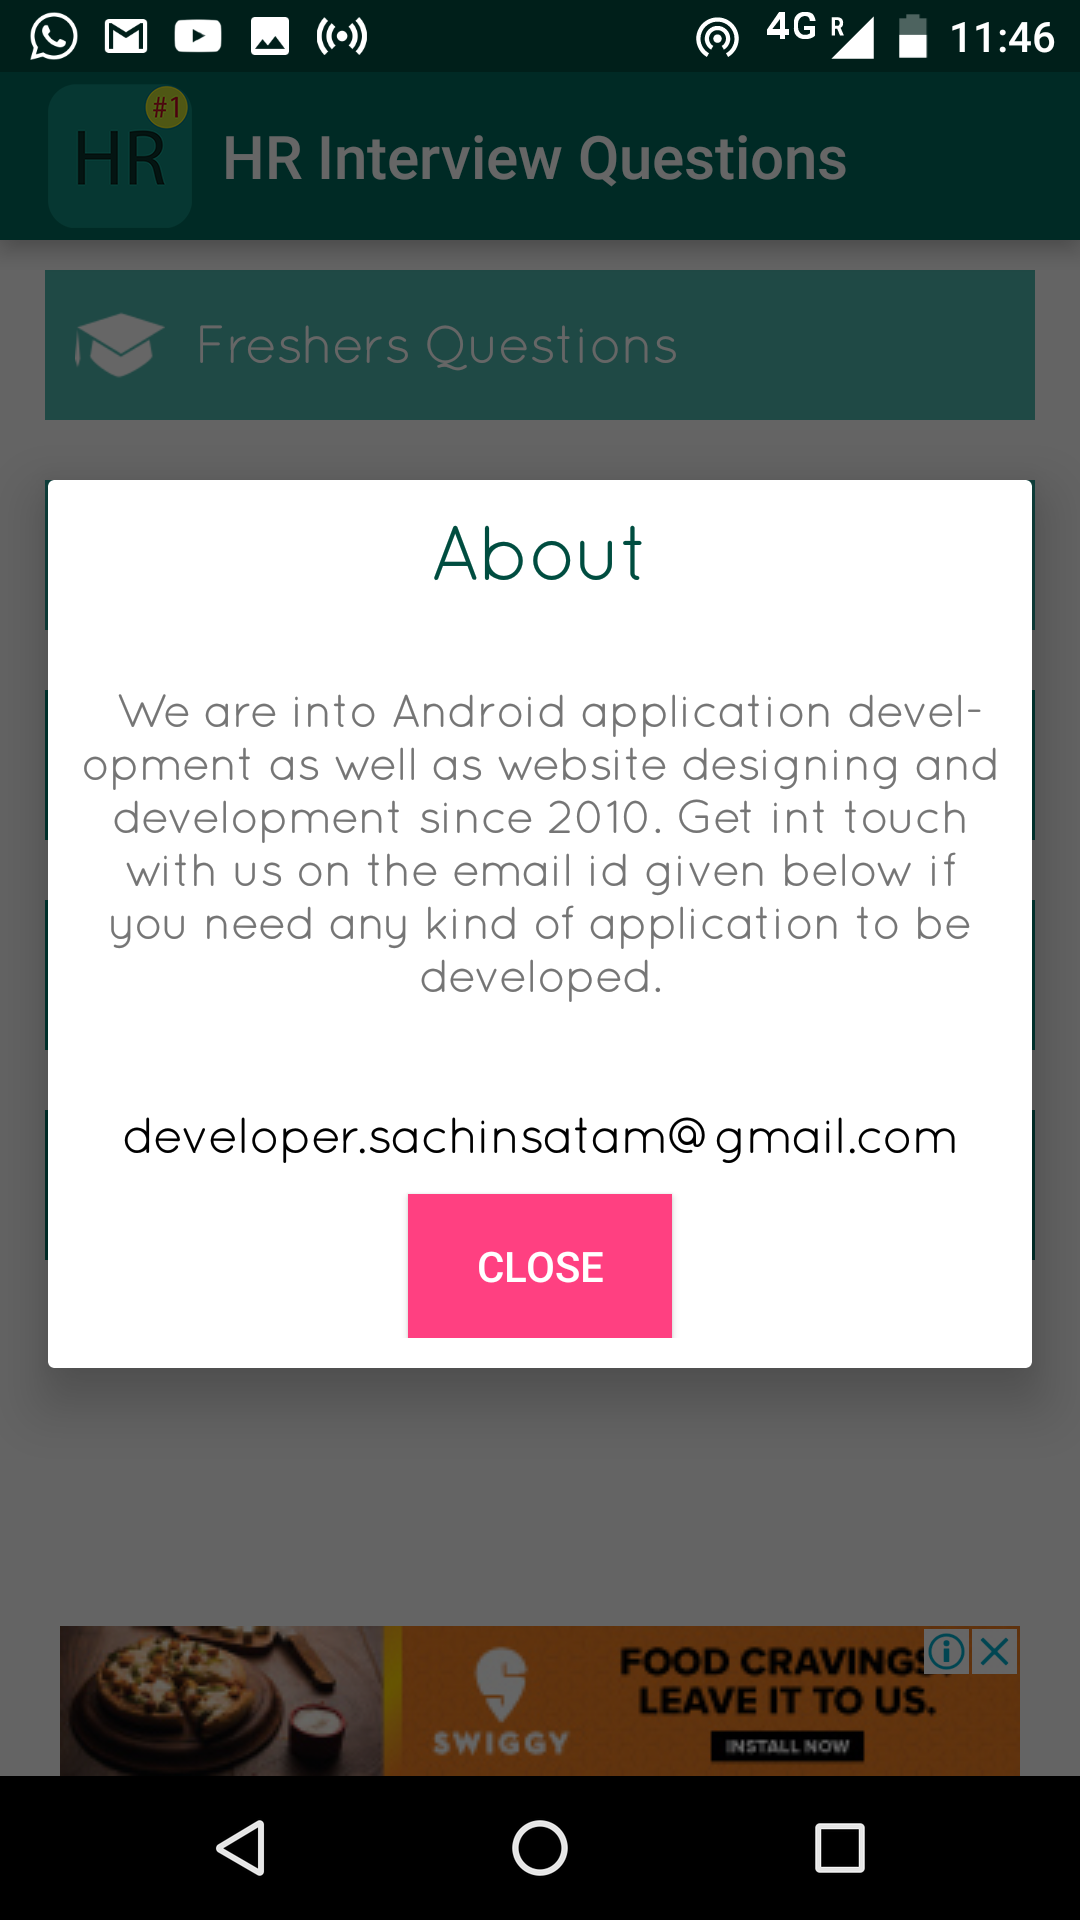 4G R 11:46
#1
HR
HR Interview Questions
Freshers Questions
About
We are into Android application devel-
opment as well as website designing and
development since 2010. Get int touch
with us on the email id given below if
you need any kind of application to be
developed.
developer.sachinsatam@gmail.com
CLOSE
FOOD CRAVINGS?
LEAVE IT TO US.
SWIGGY
INSTALL NOW